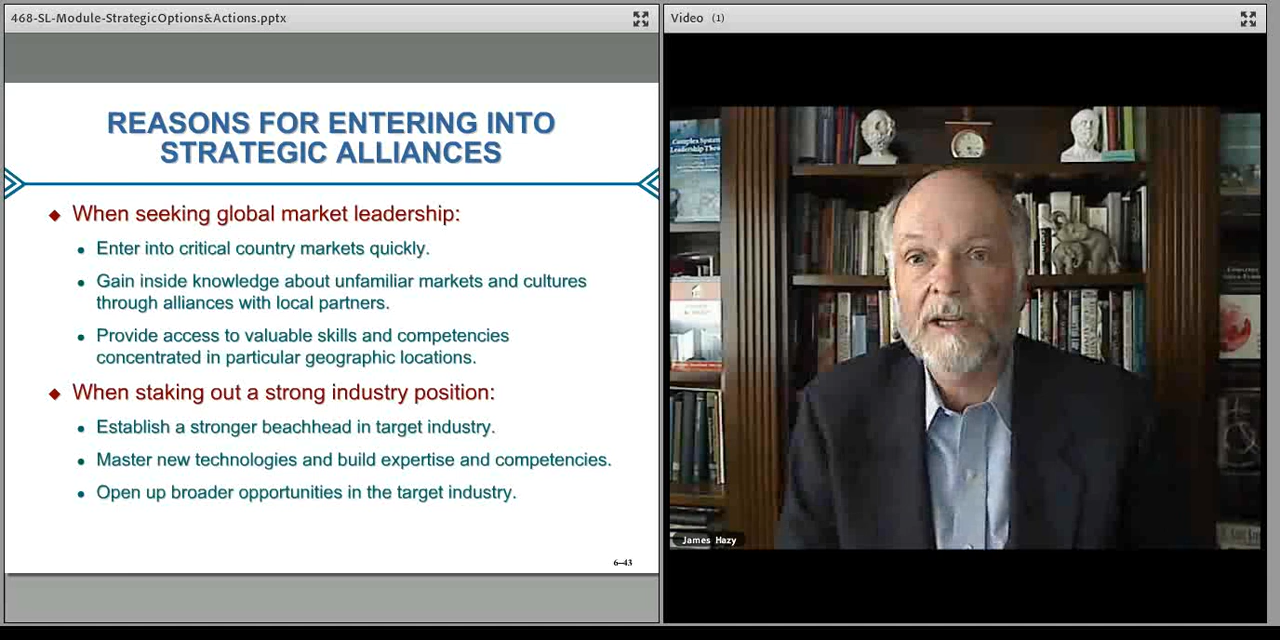 468-SL-Module-StrategicOptions&Actions.pptx
REASONS FOR ENTERING INTO
STRATEGIC ALLIANCES
When seeking global market leadership:
Enter into critical country markets quickly.
Gain inside knowledge about unfamiliar markets and cultures
through alliances with local partners.
Provide access to valuable skills and competencies
concentrated in particular geographic locations.
When staking out a strong industry position:
Establish a stronger beachhead in target industry.
Master new technologies and build expertise and competencies.
Open up broader opportunities in the target industry.
6–43
Video (1)
Complex Systems
Leadership Theory
James Hazy